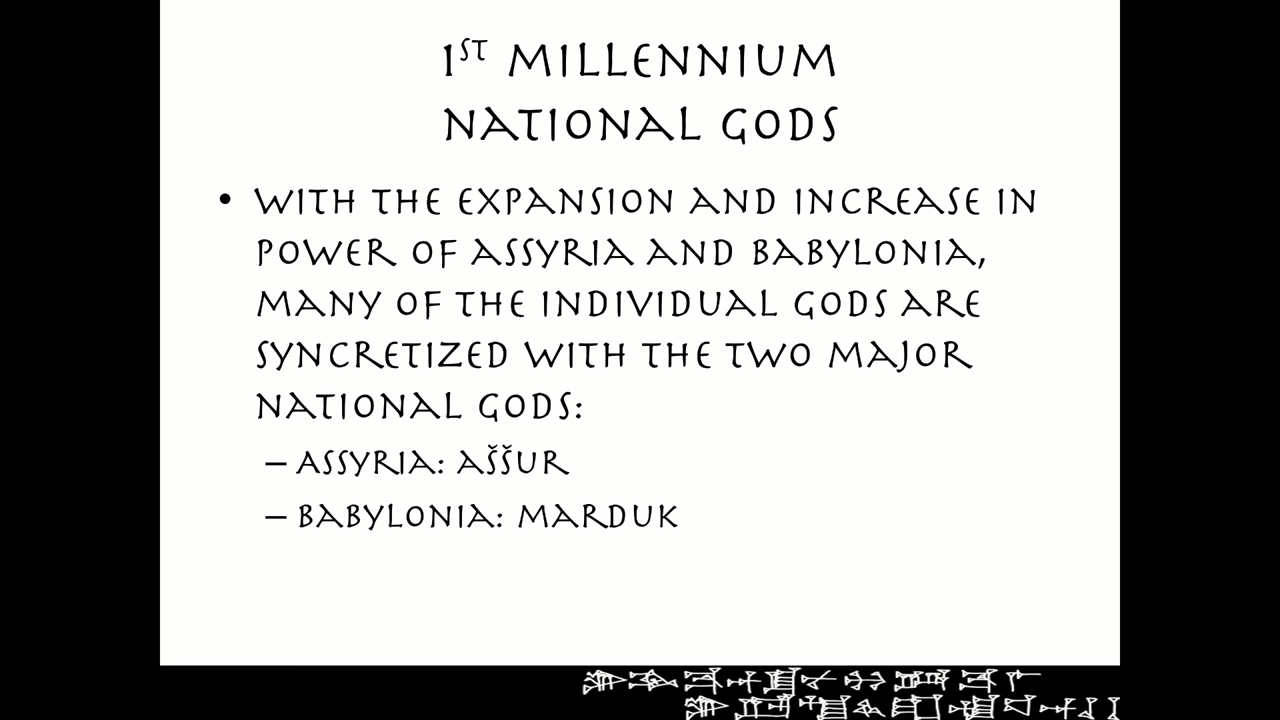 1ST MILLENNIUM
NATIONAL GODS
• WITH THE EXPANSION AND INCREASE IN
POWER OF ASSYRIA AND BABYLONIA,
MANY OF THE INDIVIDUAL GODS ARE
SYNCRETIZED WITH THE TWO MAJOR
NATIONAL GODS:
– ASSYRIA: AŠŠUR
– BABYLONIA: MARDUK